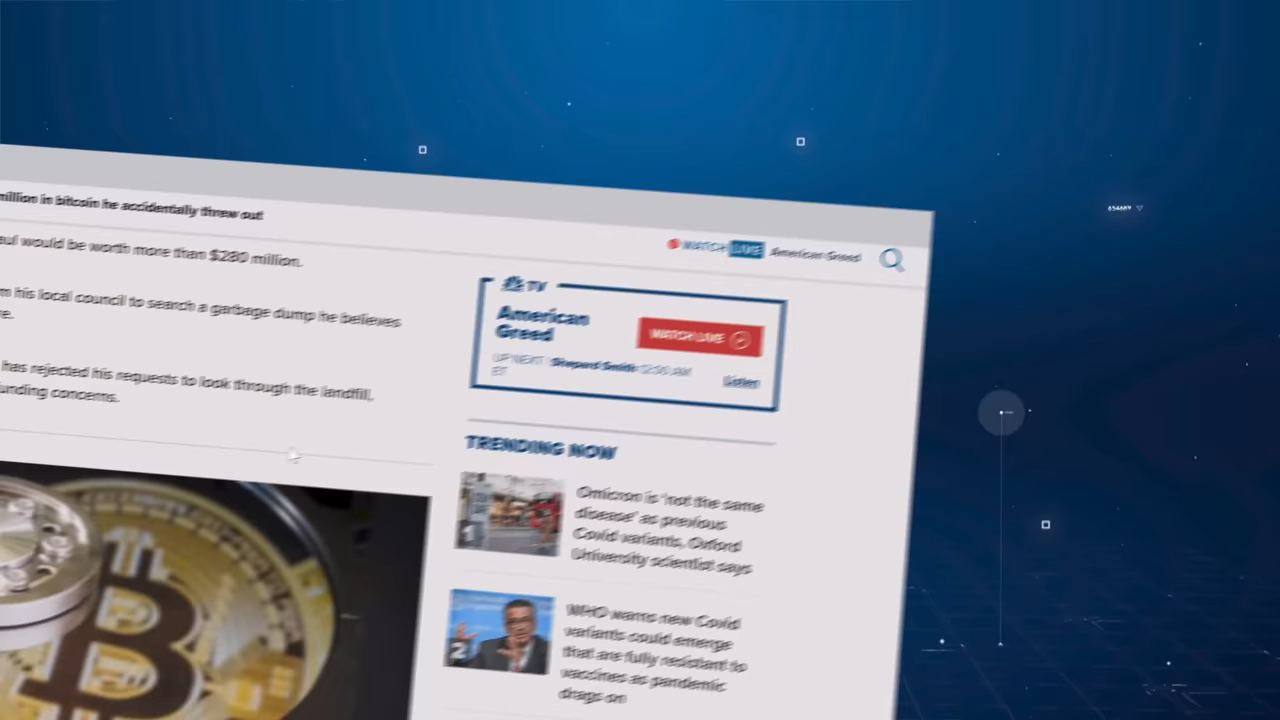 million in bitcoin he accidentally threw out
would be worth more than $280 million.
his local council to search a garbage dump he believes
has rejected his requests to look through the landfill,
concerns.
WATCH LIVE American Greed
TV
American
Greed
WATCH LIVE
UP NEXT Shepard Smith 12:00 AM
ET
Listen
TRENDING NOW
1
Omicron is 'not the same
disease' as previous
Covid variants, Oxford
University scientist says
2
WHO warns new Covid
variants could emerge
that are fully resistant to
vaccines as pandemic
drags on
654689